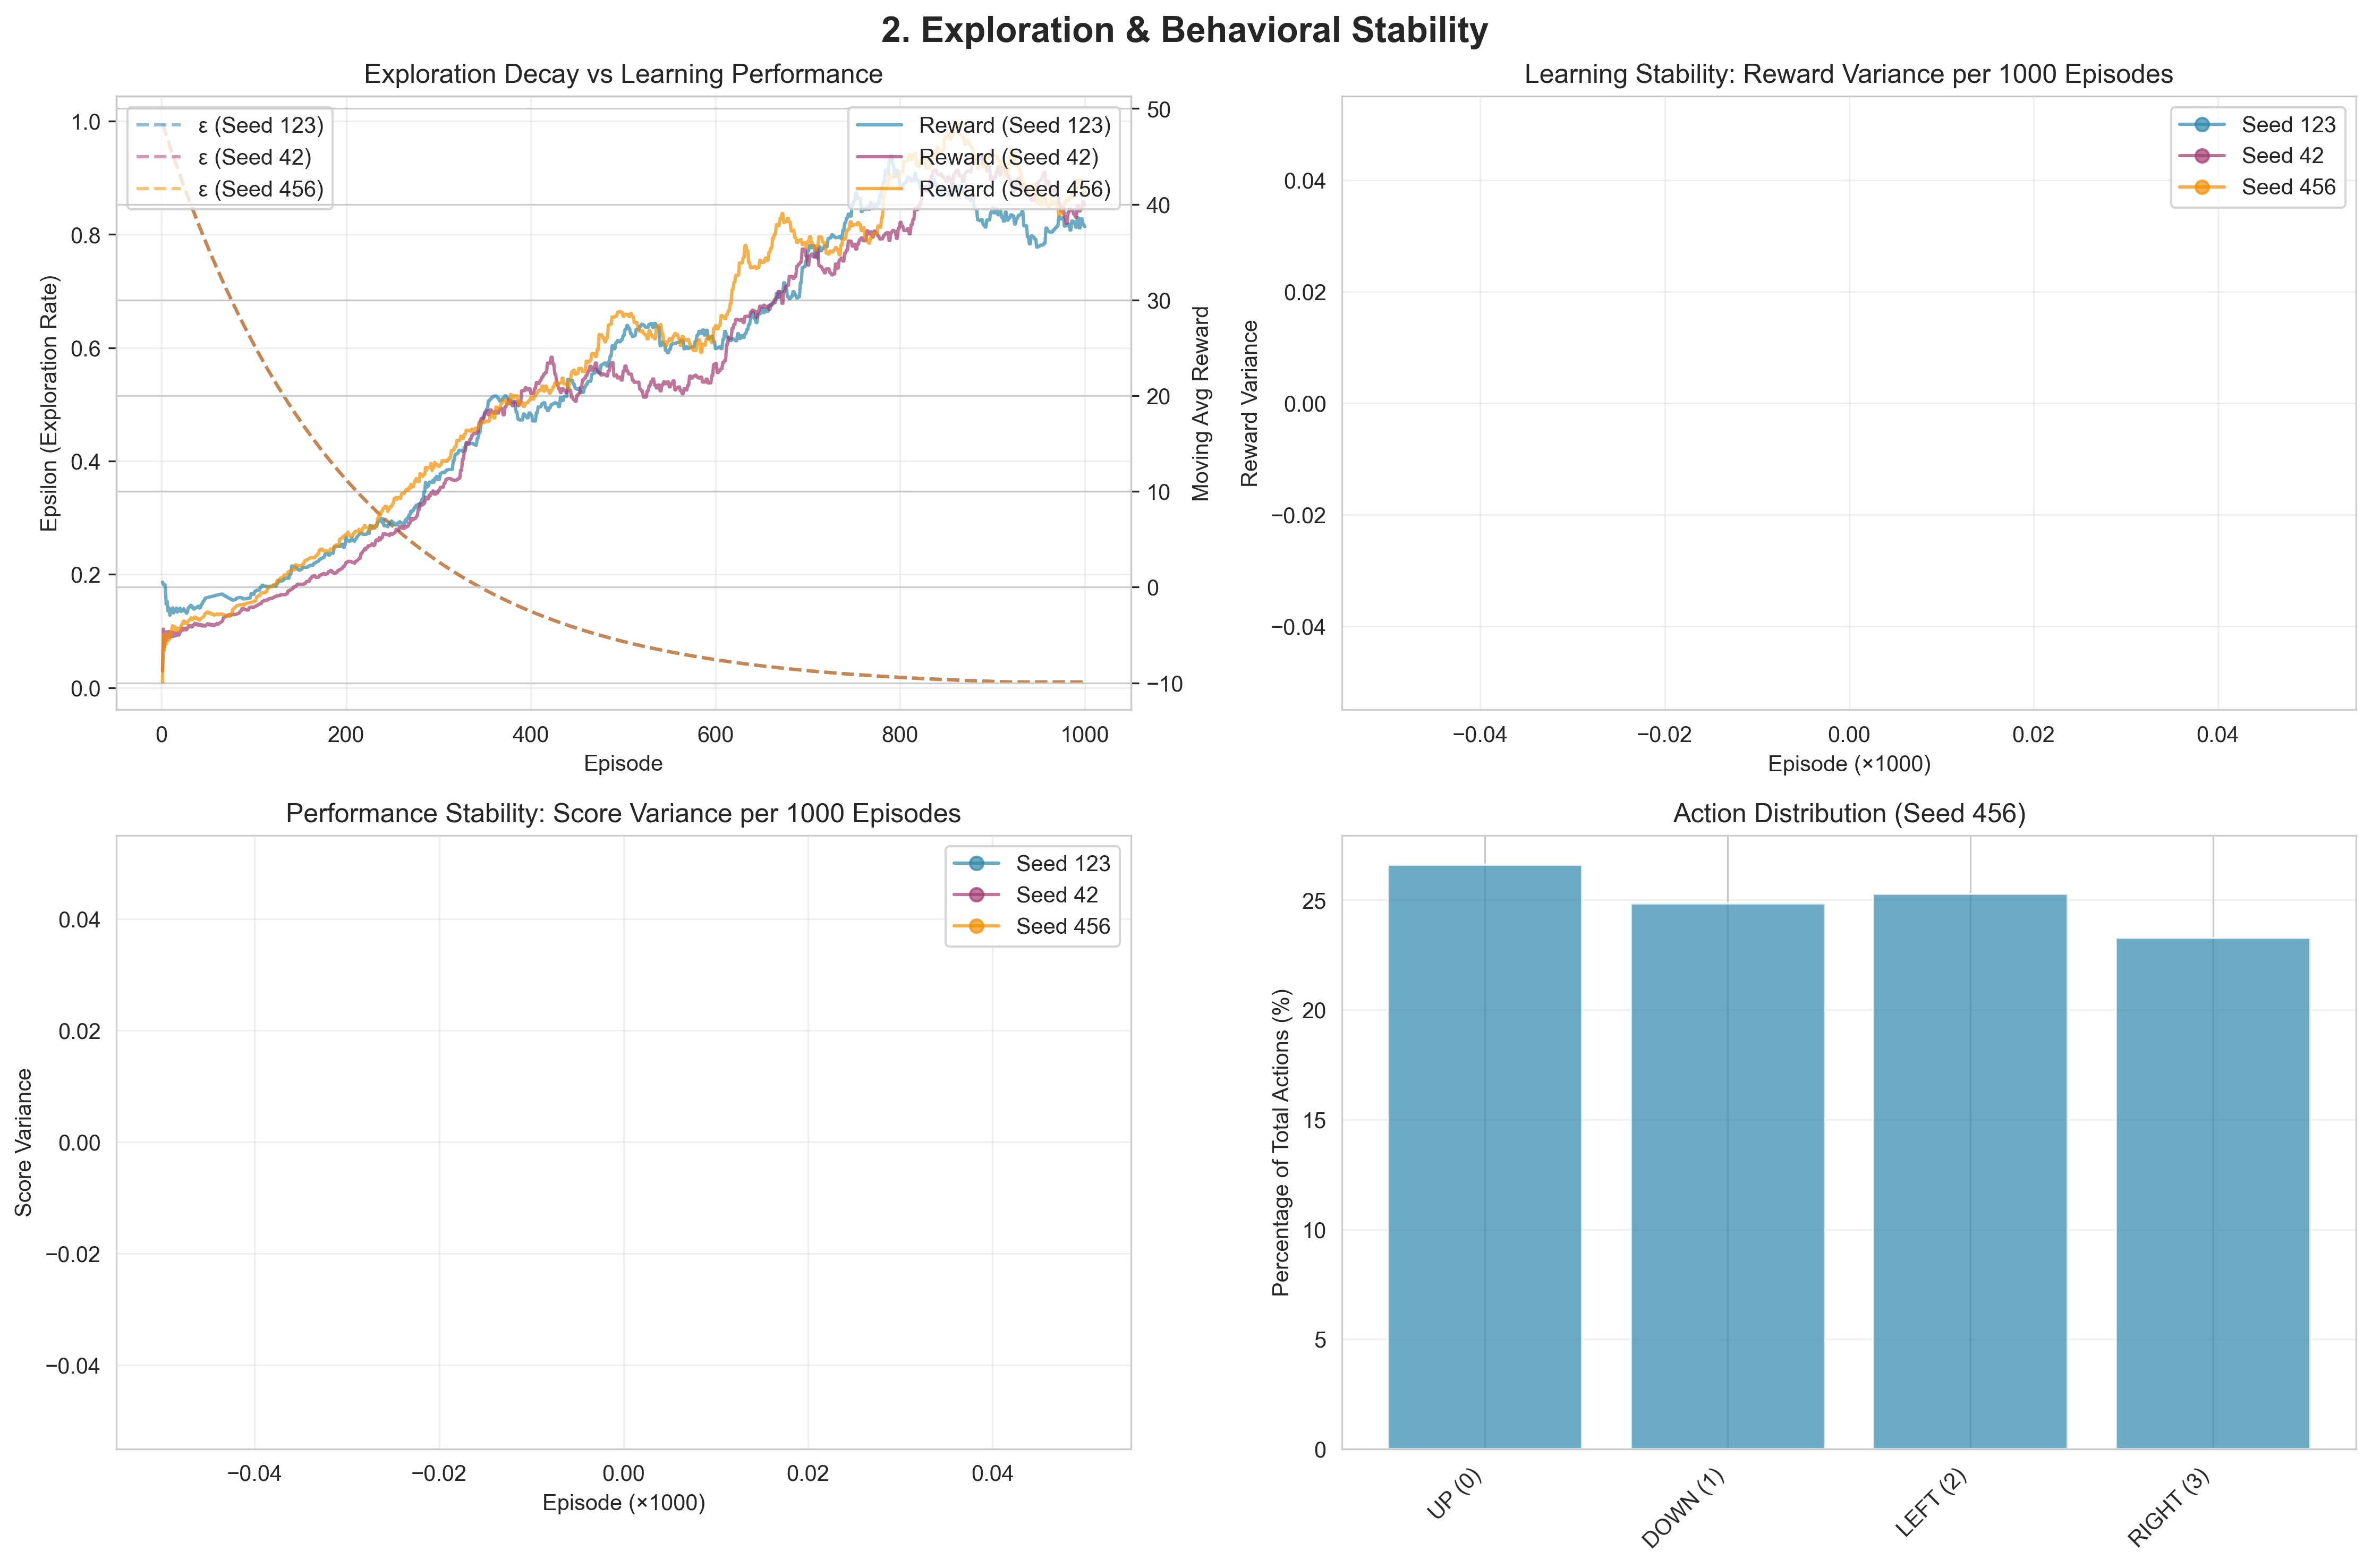 2. Exploration & Behavioral Stability
Exploration Decay vs Learning Performance
ε (Seed 123)
ε (Seed 42)
ε (Seed 456)
Reward (Seed 123)
Reward (Seed 42)
Reward (Seed 456)
Epsilon (Exploration Rate)
1.0
0.8
0.6
0.4
0.2
0.0
50
40
30
20
10
0
−10
Moving Avg Reward
0
200
400
600
800
1000
Episode
Learning Stability: Reward Variance per 1000 Episodes
Seed 123
Seed 42
Seed 456
Reward Variance
0.04
0.02
0.00
−0.02
−0.04
−0.04
−0.02
0.00
0.02
0.04
Episode (×1000)
Performance Stability: Score Variance per 1000 Episodes
Seed 123
Seed 42
Seed 456
Score Variance
0.04
0.02
0.00
−0.02
−0.04
−0.04
−0.02
0.00
0.02
0.04
Episode (×1000)
Action Distribution (Seed 456)
Percentage of Total Actions (%)
25
20
15
10
5
0
UP (0)
DOWN (1)
LEFT (2)
RIGHT (3)